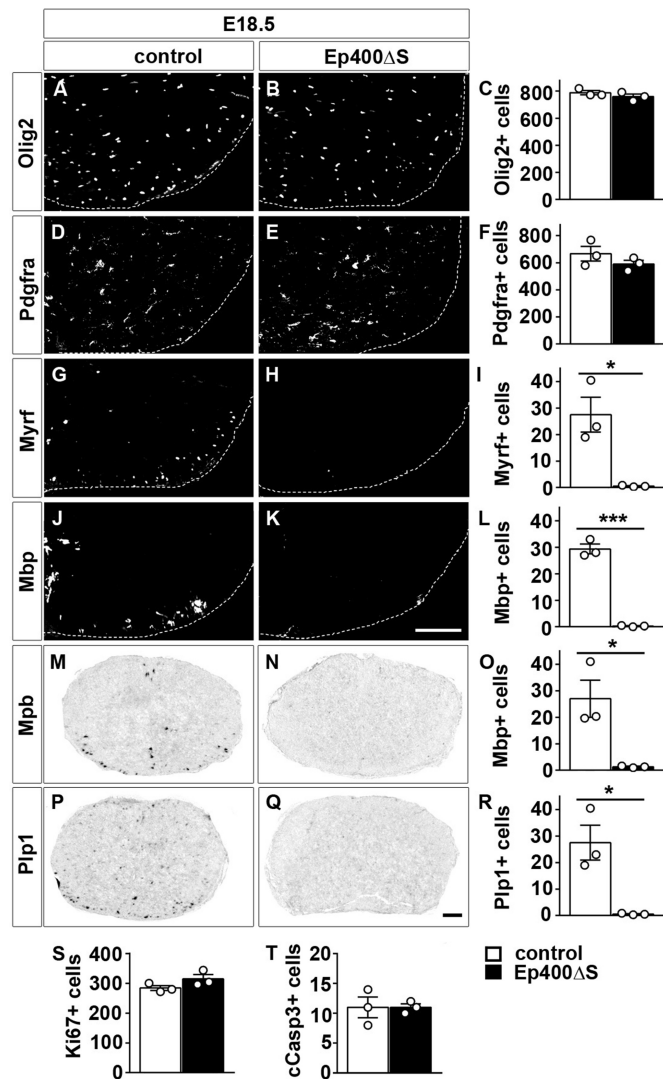 E18.5
control Ep400ΔS
Olig2
A
B
C
Olig2+ cells
800
600
400
200
0
Pdgfra
D
E
F
Pdgfra+ cells
800
600
400
200
0
Myrf
G
H
I
Myrf+ cells
40
30
20
10
0
*
Mbp
J
K
L
Mbp+ cells
40
30
20
10
0
***
Mpb
M
N
O
Mbp+ cells
40
30
20
10
0
*
Plp1
P
Q
R
Plp1+ cells
40
30
20
10
0
*
S
Ki67+ cells
400
300
200
100
0
T
cCasp3+ cells
20
15
10
5
0
control
Ep400ΔS